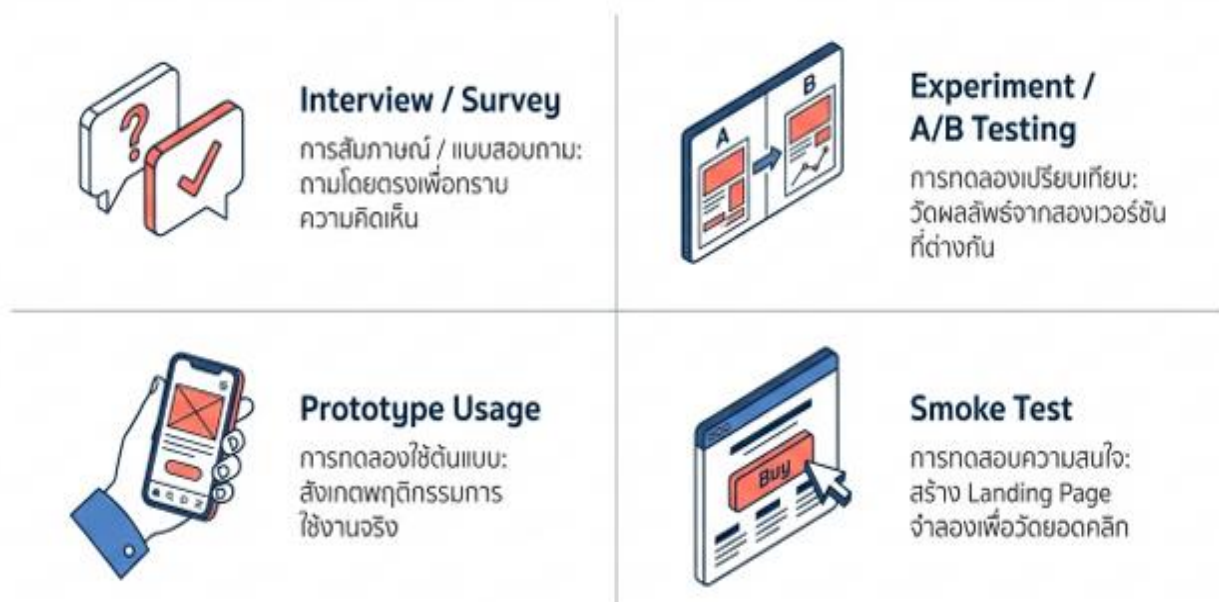 Interview / Survey
การสัมภาษณ์ / แบบสอบถาม:
ถามโดยตรงเพื่อทราบ
ความคิดเห็น
A
B
Experiment /
A/B Testing
การทดลองเปรียบเทียบ:
วัดผลลัพธ์จากสองเวอร์ชัน
ที่ต่างกัน
Prototype Usage
การทดลองใช้ต้นแบบ:
สังเกตพฤติกรรมการ
ใช้งานจริง
Buy
Smoke Test
การทดสอบความสนใจ:
สร้าง Landing Page
จำลองเพื่อวัดยอดคลิก